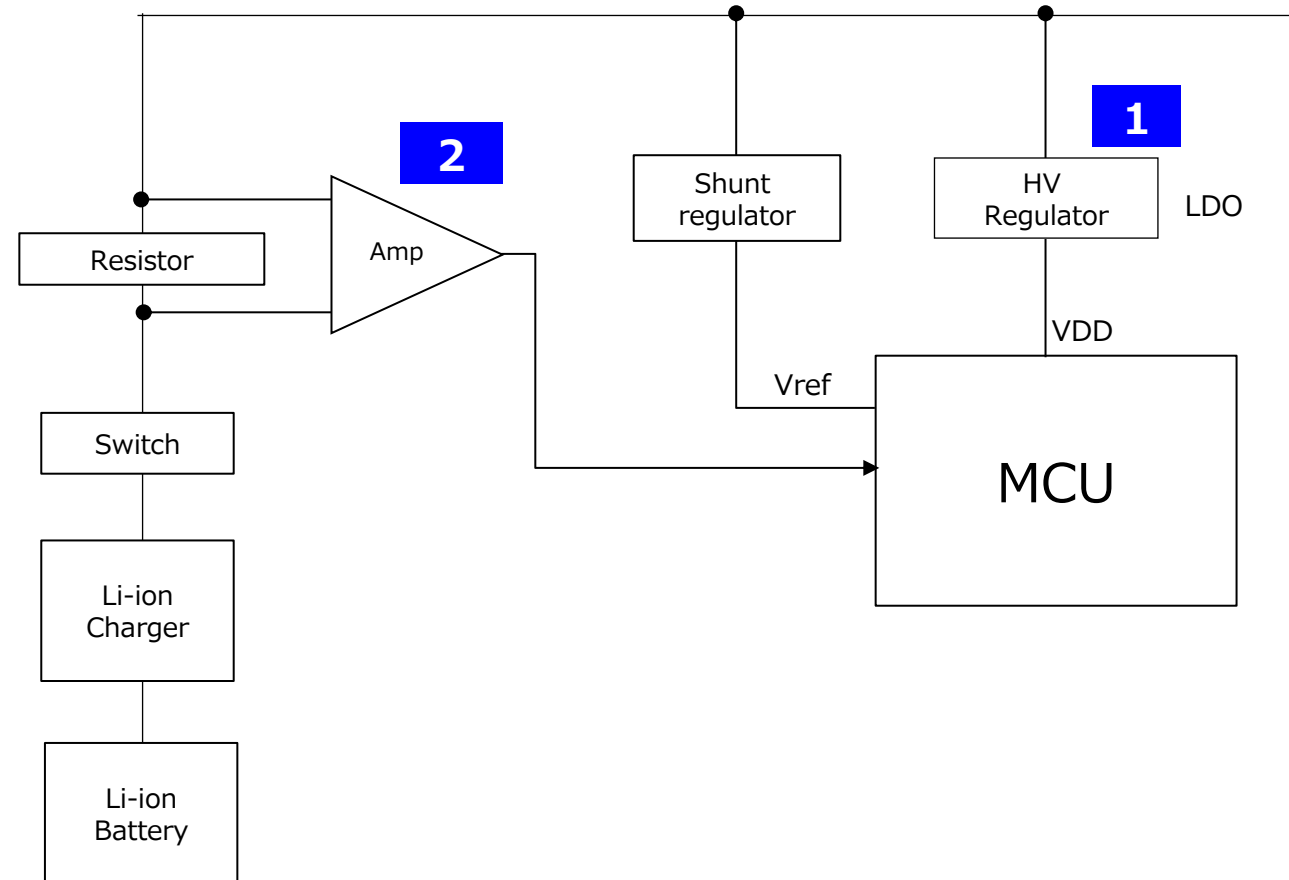 1
2
Shunt
regulator
HV
Regulator
LDO
Resistor
Amp
VDD
Vref
Switch
MCU
Li-ion
Charger
Li-ion
Battery